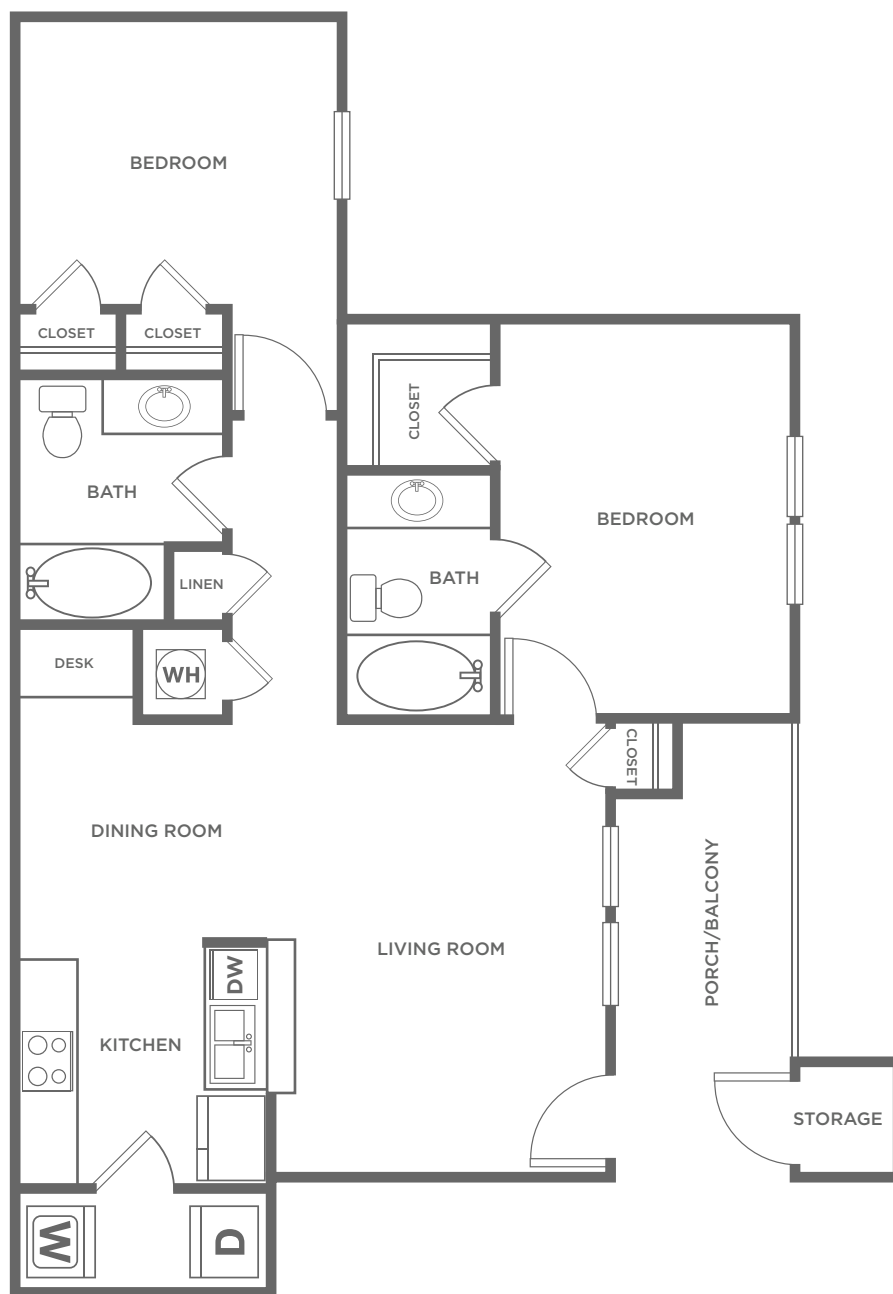 BEDROOM
CLOSET
CLOSET
CLOSET
BATH
BEDROOM
BATH
LINEN
DESK
WH
CLOSET
DINING ROOM
LIVING ROOM
PORCH/BALCONY
DW
KITCHEN
STORAGE
W
D